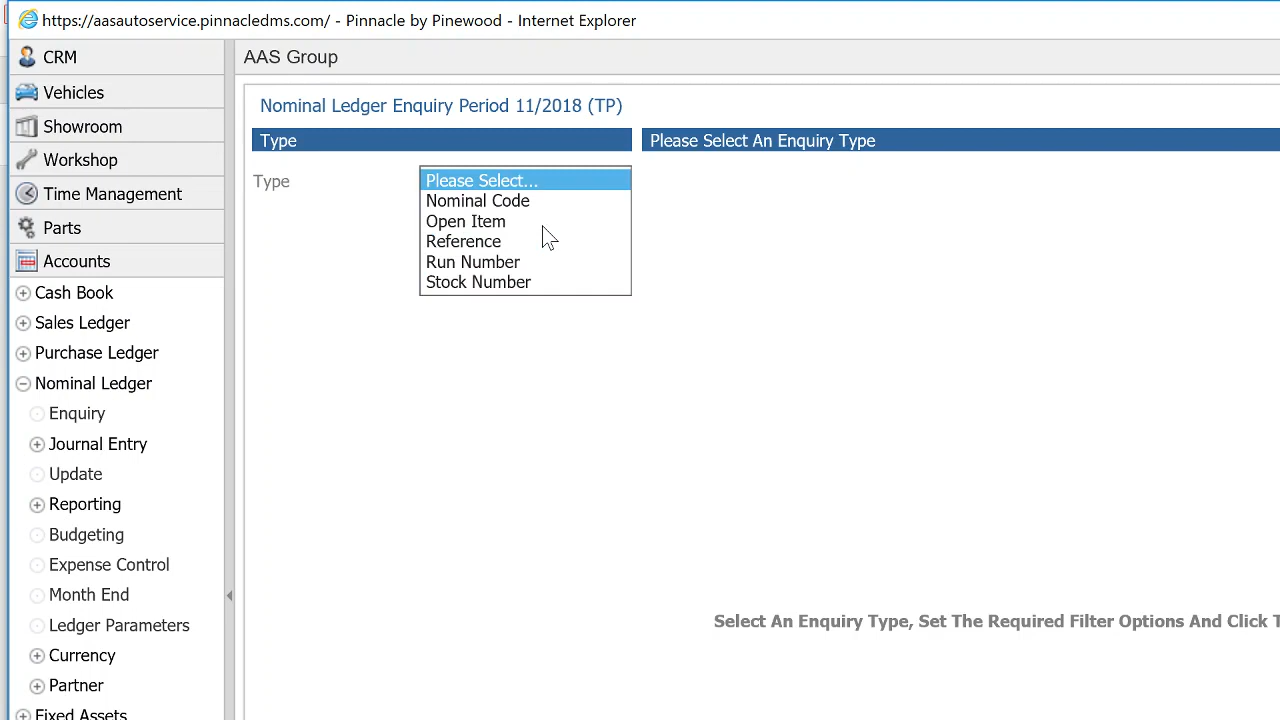 https://aasautoservice.pinnacledms.com/ - Pinnacle by Pinewood - Internet Explorer
CRM
Vehicles
Showroom
Workshop
Time Management
Parts
Accounts
Cash Book
Sales Ledger
Purchase Ledger
Nominal Ledger
Enquiry
Journal Entry
Update
Reporting
Budgeting
Expense Control
Month End
Ledger Parameters
Currency
Partner
Fixed Assets
AAS Group
Nominal Ledger Enquiry Period 11/2018 (TP)
Type
Type
Please Select...
Nominal Code
Open Item
Reference
Run Number
Stock Number
Please Select An Enquiry Type
Select An Enquiry Type, Set The Required Filter Options And Click T